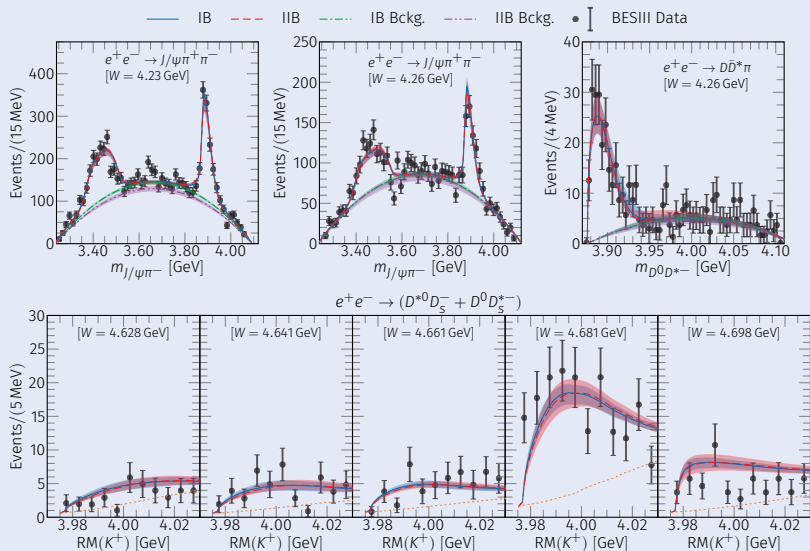 IB IIB IB Bckg. IIB Bckg. BESIII Data
e⁺e⁻ → J/ψπ⁺π⁻
[W = 4.23 GeV]
Events/(15 MeV)
400
300
200
100
0
3.40 3.60 3.80 4.00
m_{J/ψπ⁻} [GeV]
e⁺e⁻ → J/ψπ⁺π⁻
[W = 4.26 GeV]
Events/(15 MeV)
250
200
150
100
50
0
3.40 3.60 3.80 4.00
m_{J/ψπ⁻} [GeV]
e⁺e⁻ → DD̄*π
[W = 4.26 GeV]
Events/(4 MeV)
40
30
20
10
0
3.90 3.95 4.00 4.05 4.10
m_{D⁰D*⁻} [GeV]
e⁺e⁻ → (D*⁰D_s⁻ + D⁰D_s*⁻)
Events/(5 MeV)
30
25
20
15
10
5
0
[W = 4.628 GeV] [W = 4.641 GeV] [W = 4.661 GeV] [W = 4.681 GeV] [W = 4.698 GeV]
3.98 4.00 4.02 3.98 4.00 4.02 3.98 4.00 4.02 3.98 4.00 4.02 3.98 4.00 4.02
RM(K⁺) [GeV] RM(K⁺) [GeV] RM(K⁺) [GeV] RM(K⁺) [GeV] RM(K⁺) [GeV]